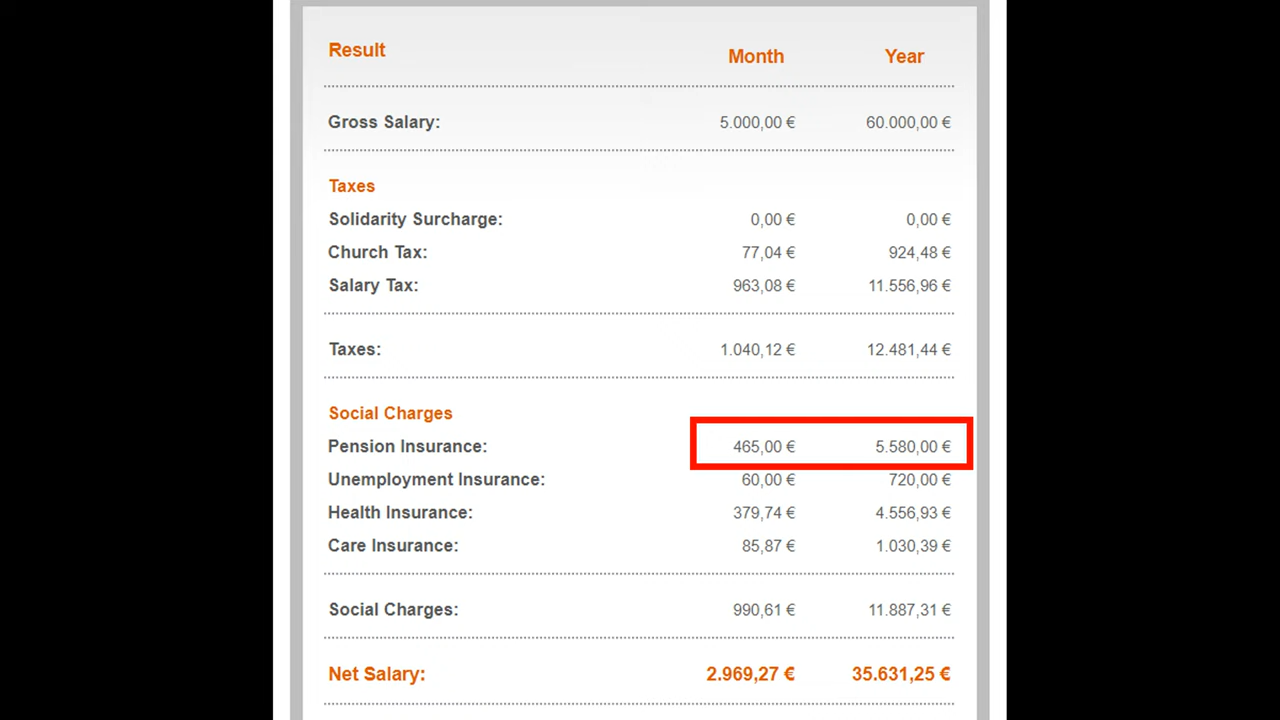 Result Month Year
Gross Salary: 5.000,00 € 60.000,00 €
Taxes
Solidarity Surcharge: 0,00 € 0,00 €
Church Tax: 77,04 € 924,48 €
Salary Tax: 963,08 € 11.556,96 €
Taxes: 1.040,12 € 12.481,44 €
Social Charges
Pension Insurance: 465,00 € 5.580,00 €
Unemployment Insurance: 60,00 € 720,00 €
Health Insurance: 379,74 € 4.556,93 €
Care Insurance: 85,87 € 1.030,39 €
Social Charges: 990,61 € 11.887,31 €
Net Salary: 2.969,27 € 35.631,25 €